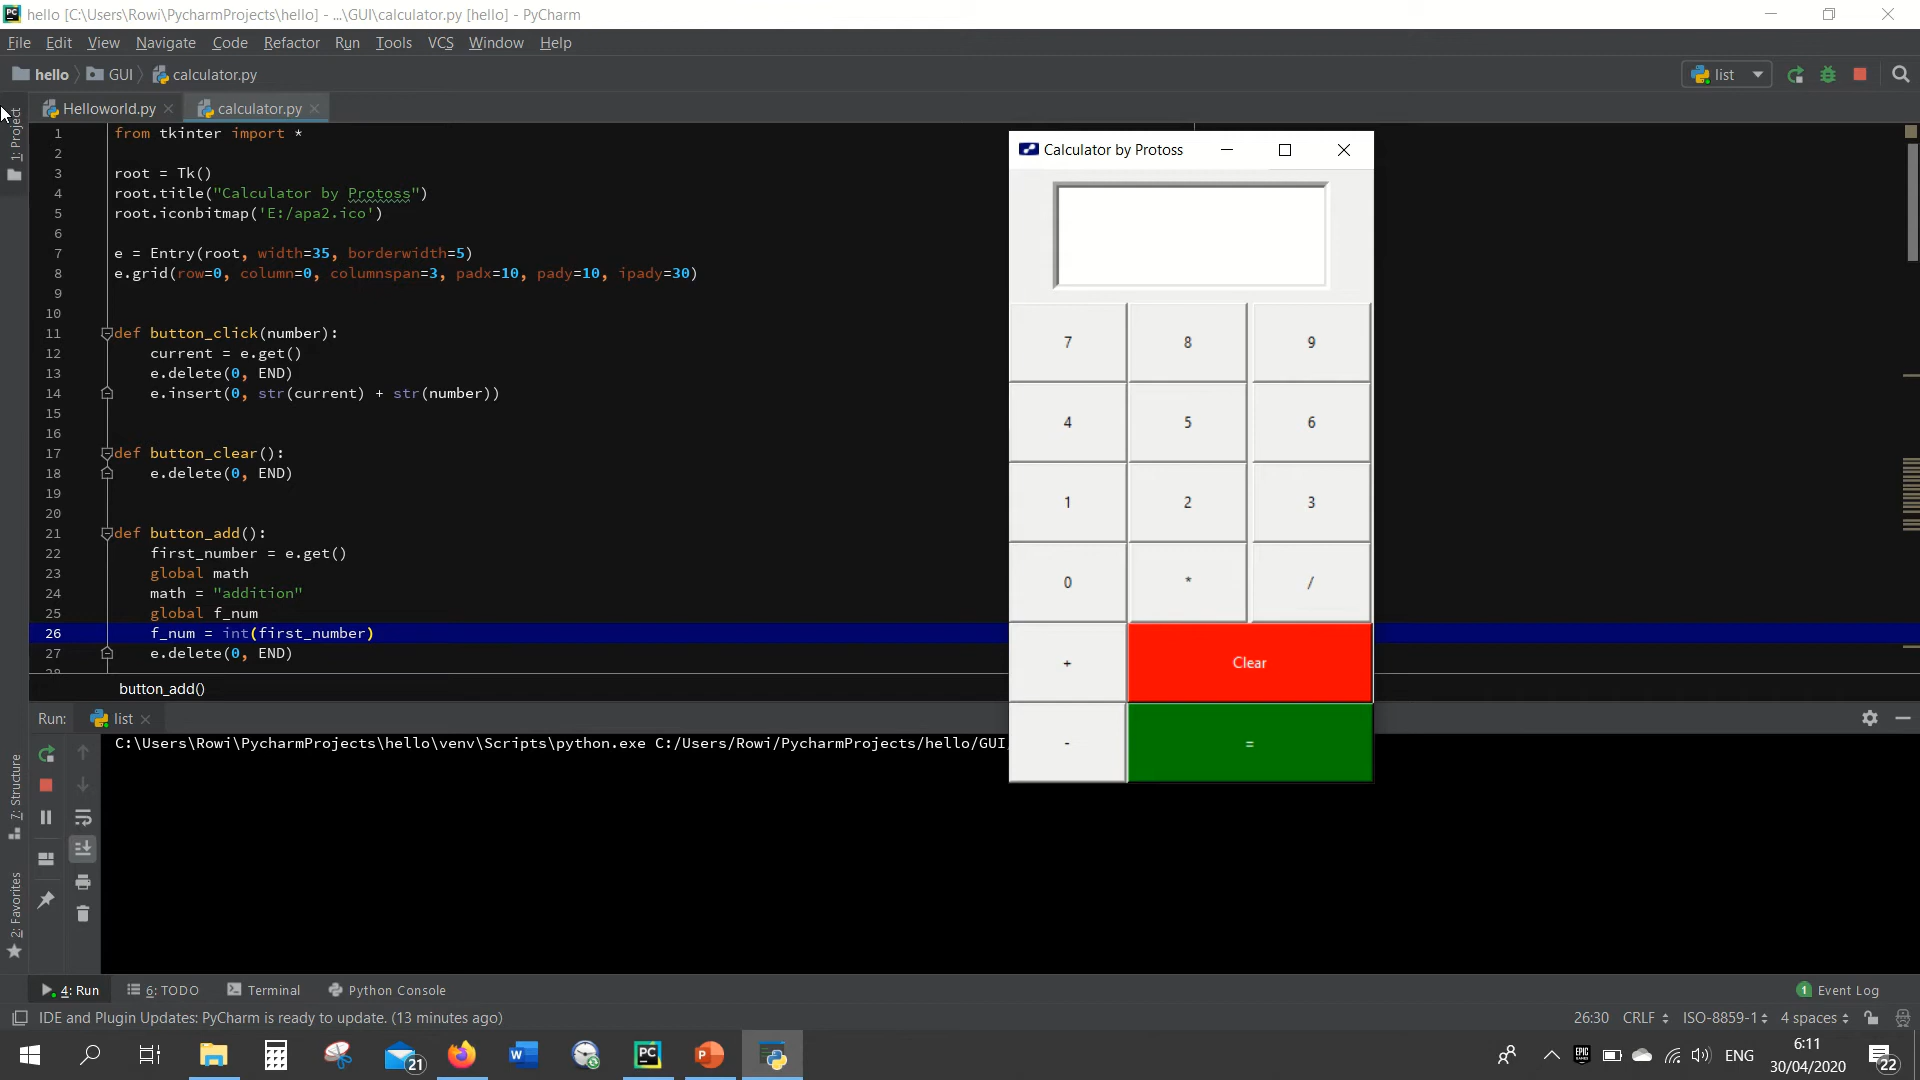 hello [C:\Users\Rowi\PycharmProjects\hello] - ...\GUI\calculator.py [hello] - PyCharm
File Edit View Navigate Code Refactor Run Tools VCS Window Help
hello GUI calculator.py list
Helloworld.py calculator.py
1: Project
1 from tkinter import *
2
3 root = Tk()
4 root.title("Calculator by Protoss")
5 root.iconbitmap('E:/apa2.ico')
6
7 e = Entry(root, width=35, borderwidth=5)
8 e.grid(row=0, column=0, columnspan=3, padx=10, pady=10, ipady=30)
9
10
11 def button_click(number):
12 current = e.get()
13 e.delete(0, END)
14 e.insert(0, str(current) + str(number))
15
16
17 def button_clear():
18 e.delete(0, END)
19
20
21 def button_add():
22 first_number = e.get()
23 global math
24 math = "addition"
25 global f_num
26 f_num = int(first_number)
27 e.delete(0, END)
button_add()
Calculator by Protoss
7 8 9
4 5 6
1 2 3
0 * /
+ Clear
- =
Run: list
C:\Users\Rowi\PycharmProjects\hello\venv\Scripts\python.exe C:/Users/Rowi/PycharmProjects/hello/GUI
7: Structure
2: Favorites
4: Run 6: TODO Terminal Python Console 1 Event Log
IDE and Plugin Updates: PyCharm is ready to update. (13 minutes ago) 26:30 CRLF ISO-8859-1 4 spaces
21 ENG 6:11
30/04/2020 22